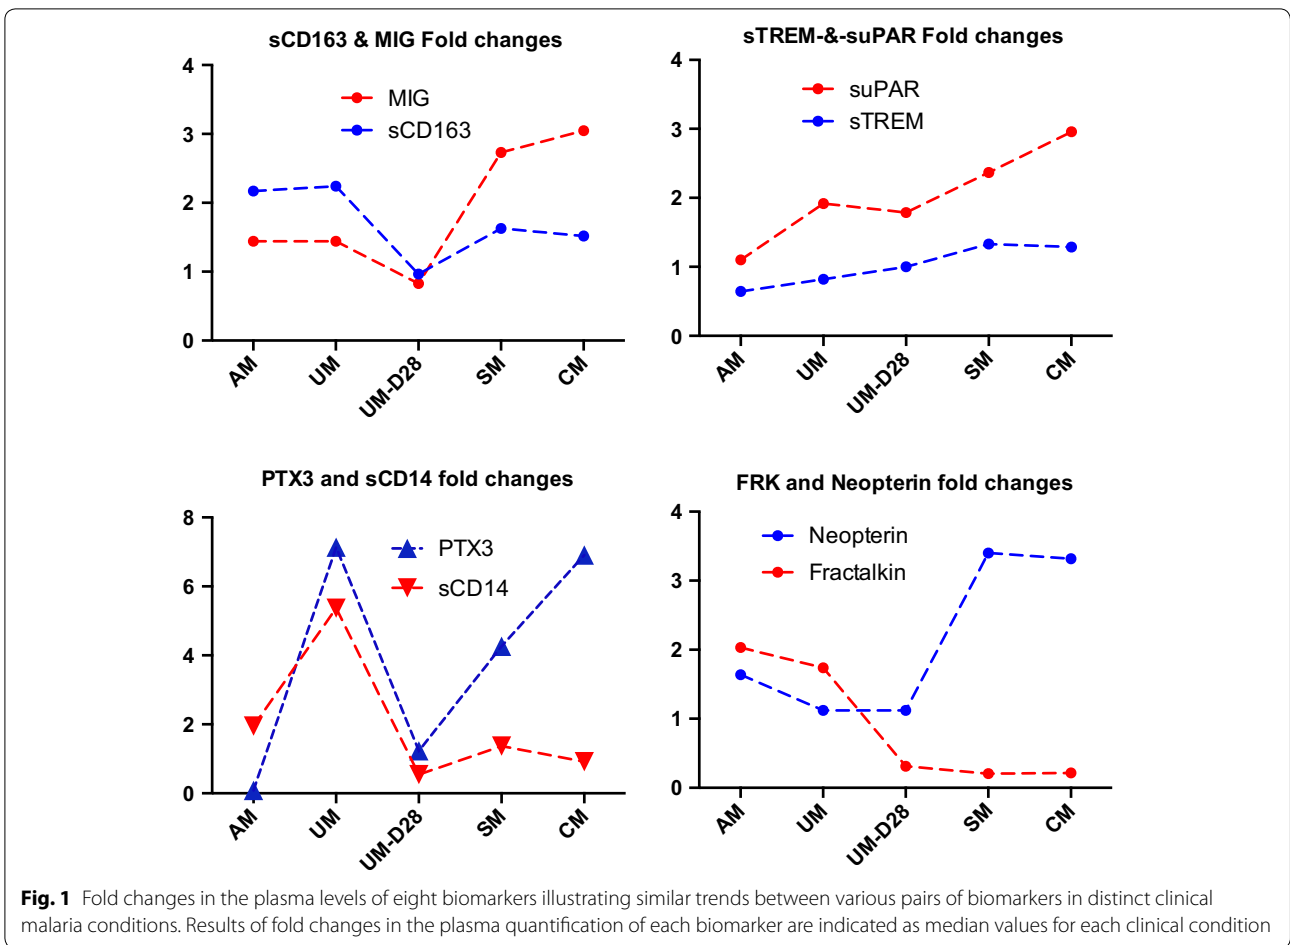 sCD163 & MIG Fold changes
4
3
2
1
0
MIG
sCD163
AM
UM
UM-D28
SM
CM
sTREM-&-suPAR Fold changes
4
3
2
1
0
suPAR
sTREM
AM
UM
UM-D28
SM
CM
PTX3 and sCD14 fold changes
8
6
4
2
0
PTX3
sCD14
AM
UM
UM-D28
SM
CM
FRK and Neopterin fold changes
4
3
2
1
0
Neopterin
Fractalkin
AM
UM
UM-D28
SM
CM
Fig. 1 Fold changes in the plasma levels of eight biomarkers illustrating similar trends between various pairs of biomarkers in distinct clinical
malaria conditions. Results of fold changes in the plasma quantification of each biomarker are indicated as median values for each clinical condition